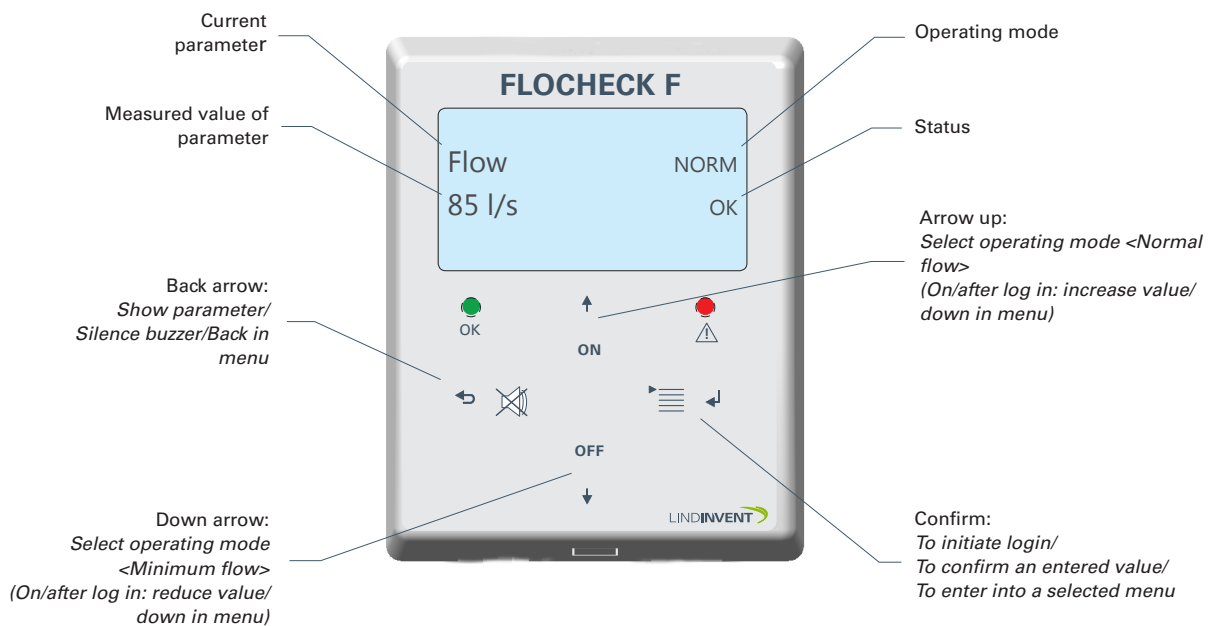 Current
parameter
Operating mode
FLOCHECK F
Measured value of
parameter
Status
Flow
NORM
85 l/s
OK
Arrow up:
Select operating mode <Normal
flow>
(On/after log in: increase value/
down in menu)
Back arrow:
Show parameter/
Silence buzzer/Back in
menu
OK
ON
OFF
LINDINVENT
Down arrow:
Select operating mode
<Minimum flow>
(On/after log in: reduce value/
down in menu)
Confirm:
To initiate login/
To confirm an entered value/
To enter into a selected menu